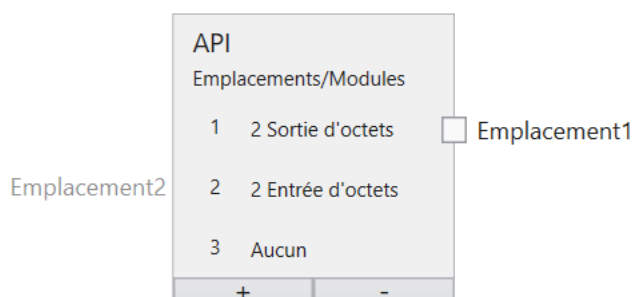 API
Emplacements/Modules
1 2 Sortie d'octets Emplacement1
Emplacement2 2 2 Entrée d'octets
3 Aucun
+ -